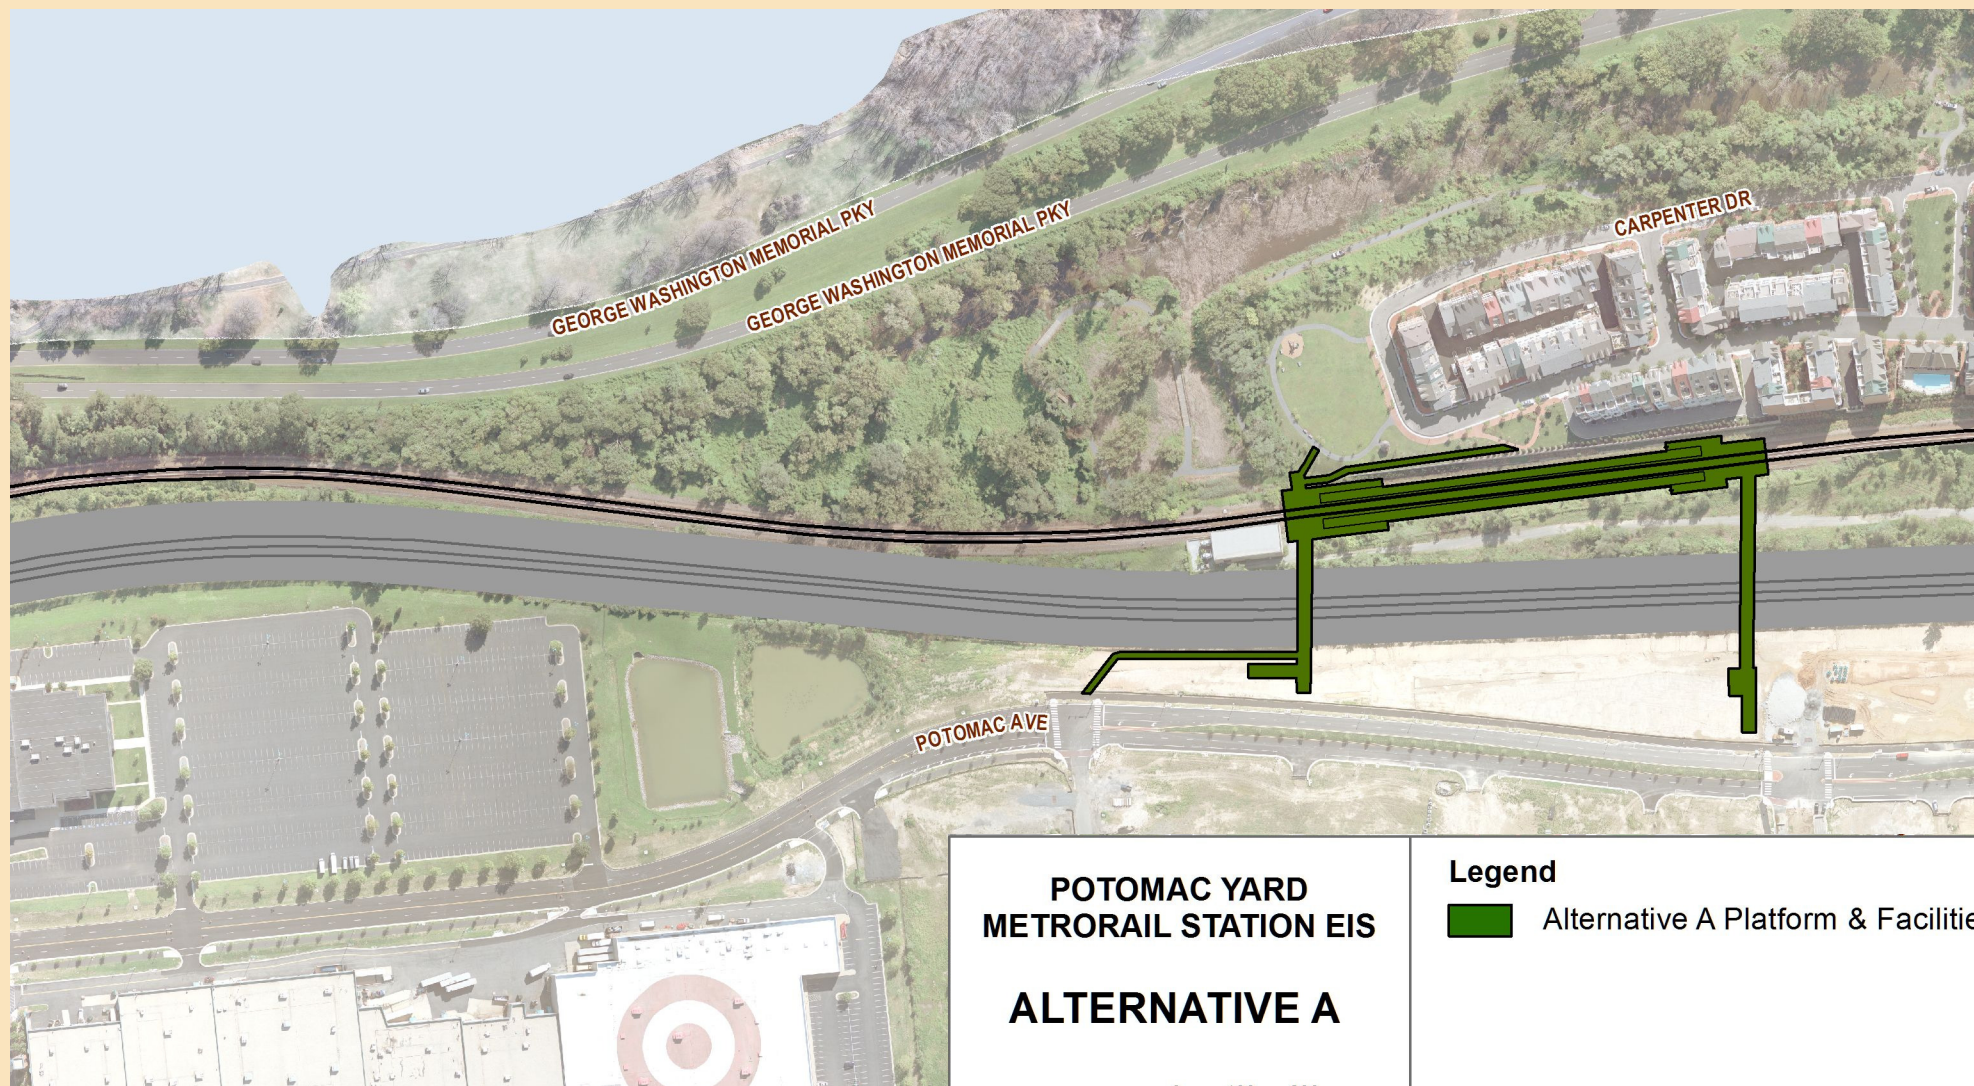 GEORGE WASHINGTON MEMORIAL PKY
GEORGE WASHINGTON MEMORIAL PKY
CARPENTER DR
POTOMAC AVE
POTOMAC YARD
METRORAIL STATION EIS
ALTERNATIVE A
Legend
Alternative A Platform & Facilitie